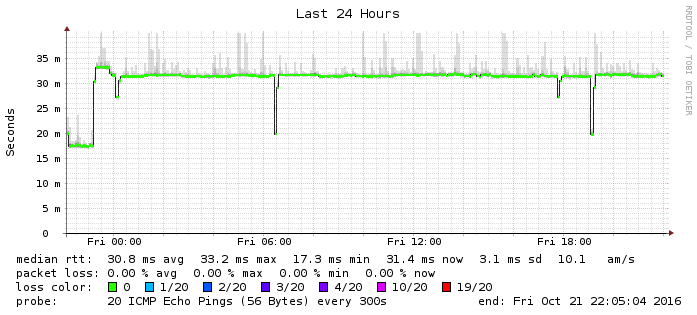 Last 24 Hours
RRDTOOL / TOBI OETIKER
Seconds
35 m
30 m
25 m
20 m
15 m
10 m
5 m
0
Fri 00:00 Fri 06:00 Fri 12:00 Fri 18:00
median rtt: 30.8 ms avg 33.2 ms max 17.3 ms min 31.4 ms now 3.1 ms sd 10.1 am/s
packet loss: 0.00 % avg 0.00 % max 0.00 % min 0.00 % now
loss color: 0 1/20 2/20 3/20 4/20 10/20 19/20
probe: 20 ICMP Echo Pings (56 Bytes) every 300s end: Fri Oct 21 22:05:04 2016